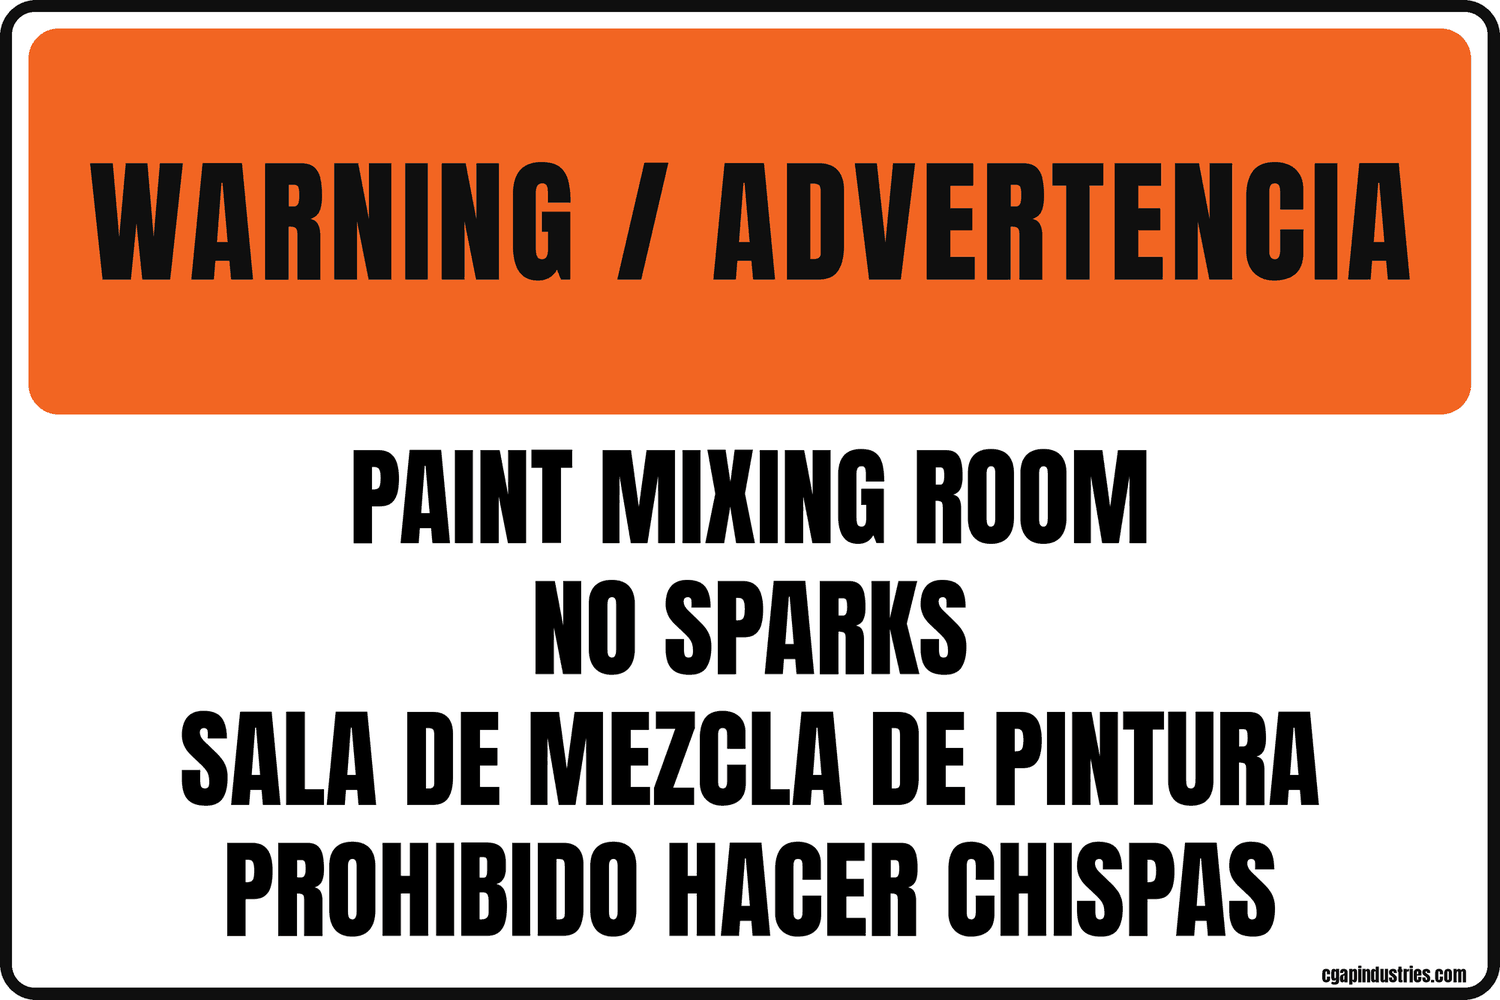 WARNING / ADVERTENCIA
PAINT MIXING ROOM
NO SPARKS
SALA DE MEZCLA DE PINTURA
PROHIBIDO HACER CHISPAS
cgapindustries.com